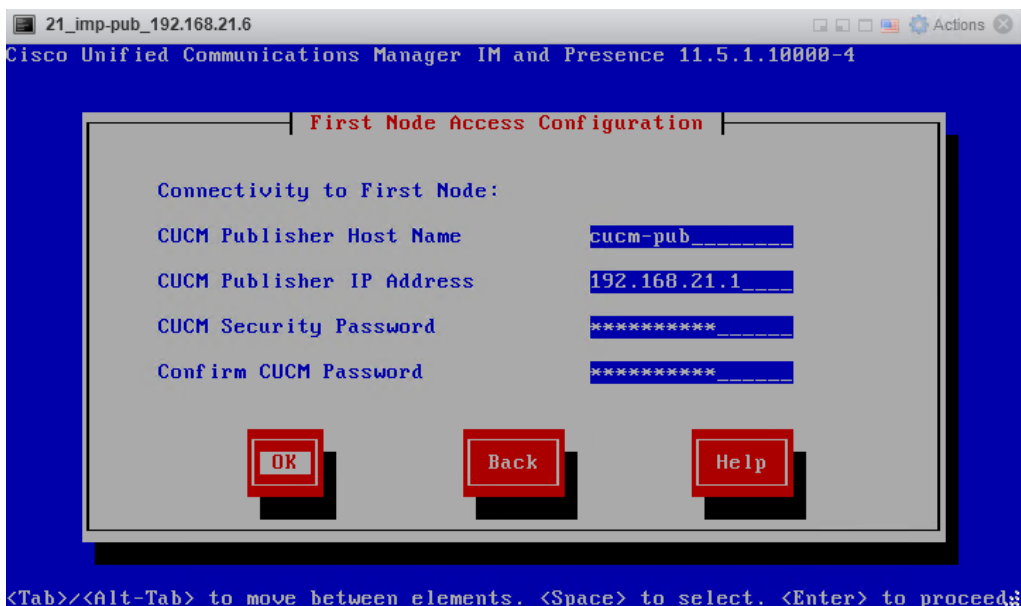 21_imp-pub_192.168.21.6 Actions
Cisco Unified Communications Manager IM and Presence 11.5.1.10000-4
First Node Access Configuration
Connectivity to First Node:
CUCM Publisher Host Name cucm-pub________
CUCM Publisher IP Address 192.168.21.1____
CUCM Security Password **********______
Confirm CUCM Password **********______
OK Back Help
<Tab>/<Alt-Tab> to move between elements. <Space> to select. <Enter> to proceed.